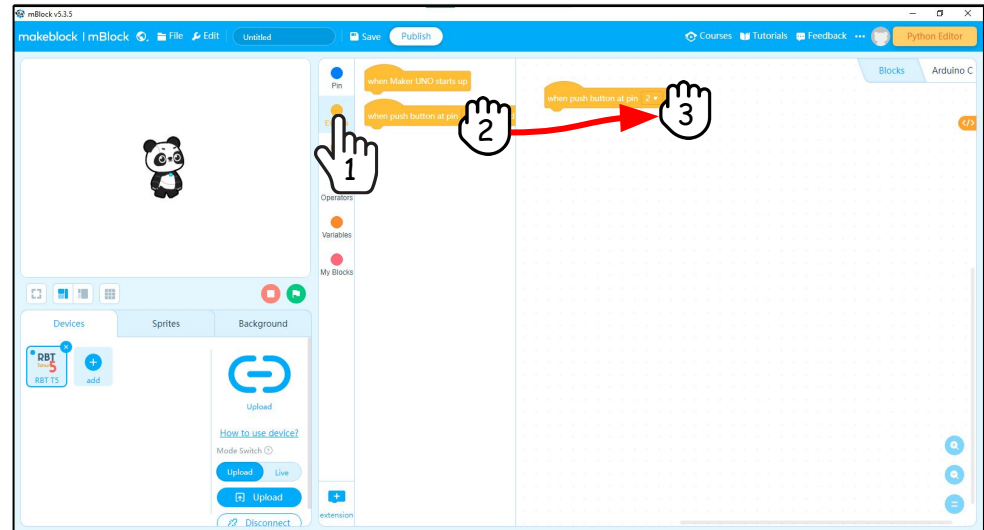 mBlock v5.3.5
makeblock | mBlock File Edit Untitled Save Publish Courses Tutorials Feedback Python Editor
Blocks Arduino C
Pin
when Maker UNO starts up
when push button at pin
when push button at pin 2
1
2
3
Operators
Variables
My Blocks
Devices Sprites Background
RBT
5
RBT T5
add
Upload
How to use device?
Mode Switch
Upload Live
Upload
Disconnect
extension